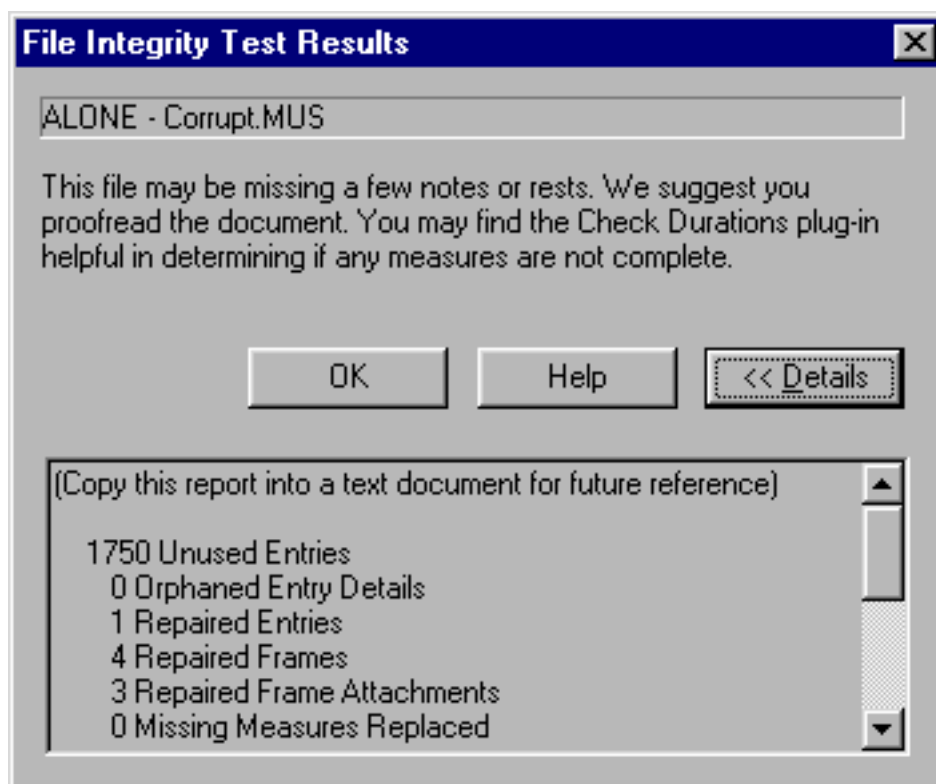 File Integrity Test Results
ALONE - Corrupt.MUS
This file may be missing a few notes or rests. We suggest you
proofread the document. You may find the Check Durations plug-in
helpful in determining if any measures are not complete.
OK Help << Details
(Copy this report into a text document for future reference)
1750 Unused Entries
0 Orphaned Entry Details
1 Repaired Entries
4 Repaired Frames
3 Repaired Frame Attachments
0 Missing Measures Replaced